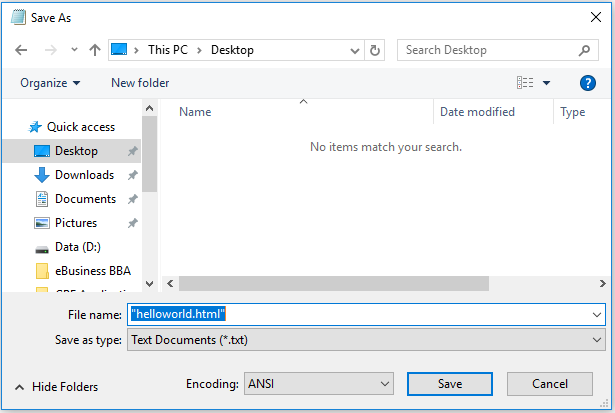 Save As
This PC > Desktop
Search Desktop
Organize
New folder
?
Name
Date modified
Type
Quick access
Desktop
Downloads
Documents
Pictures
Data (D:)
eBusiness BBA
No items match your search.
File name: "helloworld.html"
Save as type: Text Documents (*.txt)
Hide Folders
Encoding: ANSI
Save
Cancel